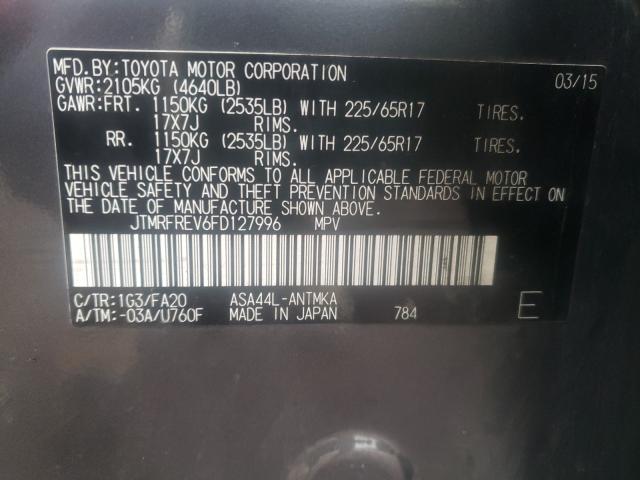 MFD.BY:TOYOTA MOTOR CORPORATION 03/15
GVWR:2105KG (4640LB)
GAWR:FRT. 1150KG (2535LB) WITH 225/65R17 TIRES.
17X7J RIMS.
RR. 1150KG (2535LB) WITH 225/65R17 TIRES.
17X7J RIMS.
THIS VEHICLE CONFORMS TO ALL APPLICABLE FEDERAL MOTOR
VEHICLE SAFETY AND THEFT PREVENTION STANDARDS IN EFFECT ON
THE DATE OF MANUFACTURE SHOWN ABOVE.
JTMRFREV6FD127996 MPV
C/TR:1G3/FA20 ASA44L-ANTMKA
A/TM:-03A/U760F MADE IN JAPAN 784 E